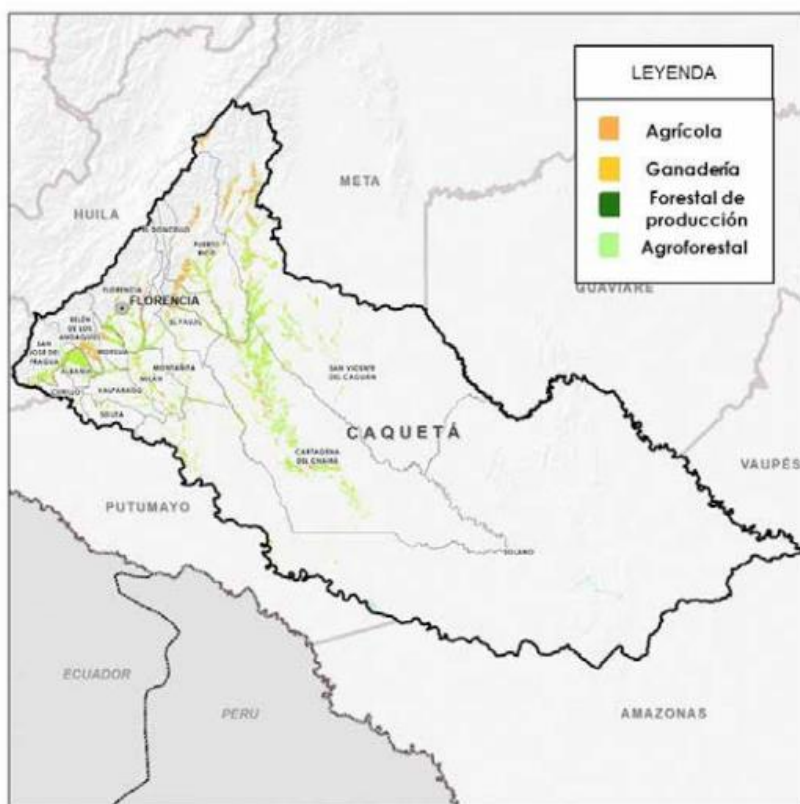 LEYENDA
Agrícola
Ganadería
Forestal de
producción
Agroforestal
META
HUILA
GUAVIARE
EL DONCELLO
PUERTO
RICO
FLORENCIA
FLORENCIA
EL PAUJIL
BELÉN
DE LOS
ANDAQUIES
SAN
JOSÉ DEL
FRAGUA
MORELIA
ALBANIA
MONTAÑITA
MILÁN
CURILLO
VALPARAÍSO
SOLITA
SAN VICENTE
DEL CAGUÁN
CAQUETÁ
CARTAGENA
DEL CHAIRÁ
VAUPÉS
PUTUMAYO
SOLANO
ECUADOR
PERU
AMAZONAS